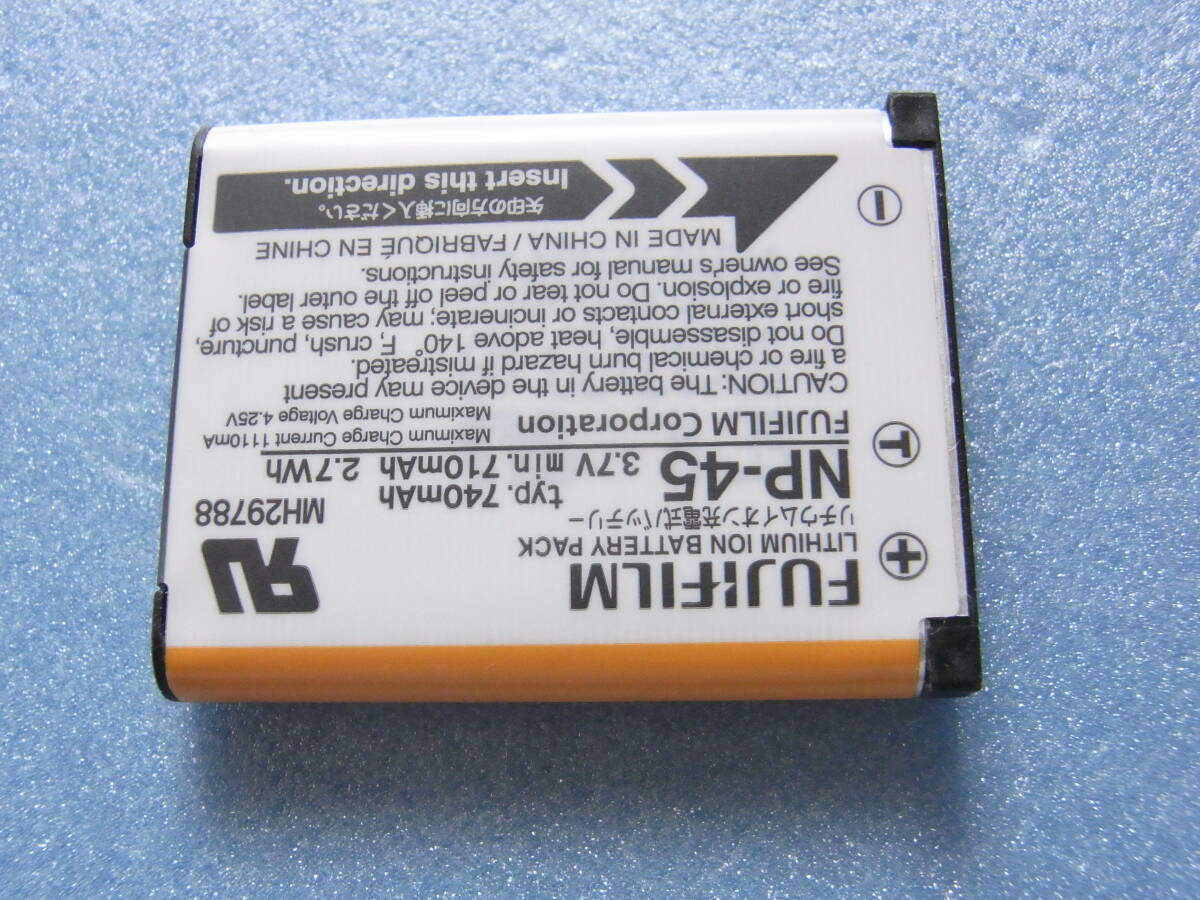 FUJIFILM
LITHIUM ION BATTERY PACK
リチウムイオン充電式バッテリー
NP-45
typ. 740mAh
3.7V min. 710mAh 2.7Wh
MH29788
FUJIFILM Corporation
Maximum Charge Current 1110mA
Maximum Charge Voltage 4.25V
CAUTION: The battery in the device may present
a fire or chemical burn hazard if mistreated.
Do not disassemble, heat adove 140°F, crush, puncture,
short external contacts or incinerate; may cause a risk of
fire or explosion. Do not tear or peel off the outer label.
See owner's manual for safety instructions.
MADE IN CHINA / FABRIQUÉ EN CHINE
矢印の方向に挿入ください。
Insert this direction.
+
T
−